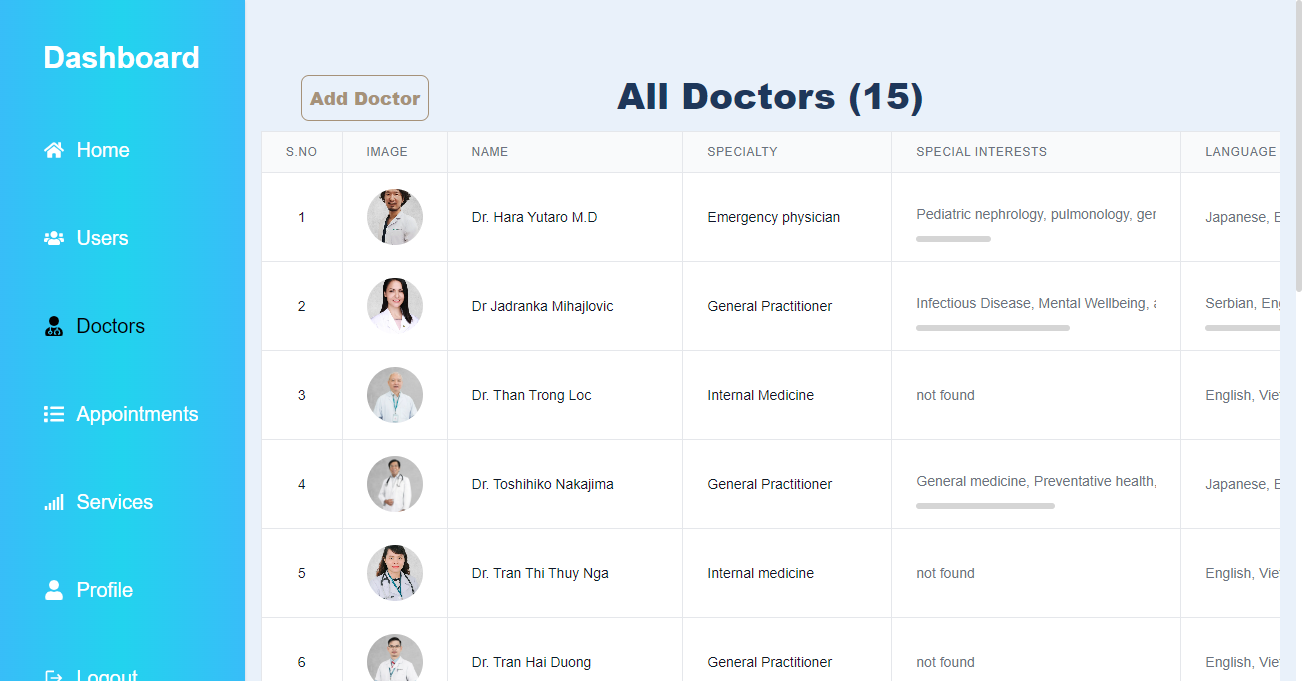 Dashboard
Home
Users
Doctors
Appointments
Services
Profile
Logout
Add Doctor
All Doctors (15)
S.NO IMAGE NAME SPECIALTY SPECIAL INTERESTS LANGUAGE
1 Dr. Hara Yutaro M.D Emergency physician Pediatric nephrology, pulmonology, ger Japanese, E
2 Dr Jadranka Mihajlovic General Practitioner Infectious Disease, Mental Wellbeing, a Serbian, Eng
3 Dr. Than Trong Loc Internal Medicine not found English, Vie
4 Dr. Toshihiko Nakajima General Practitioner General medicine, Preventative health, Japanese, E
5 Dr. Tran Thi Thuy Nga Internal medicine not found English, Vie
6 Dr. Tran Hai Duong General Practitioner not found English, Vie